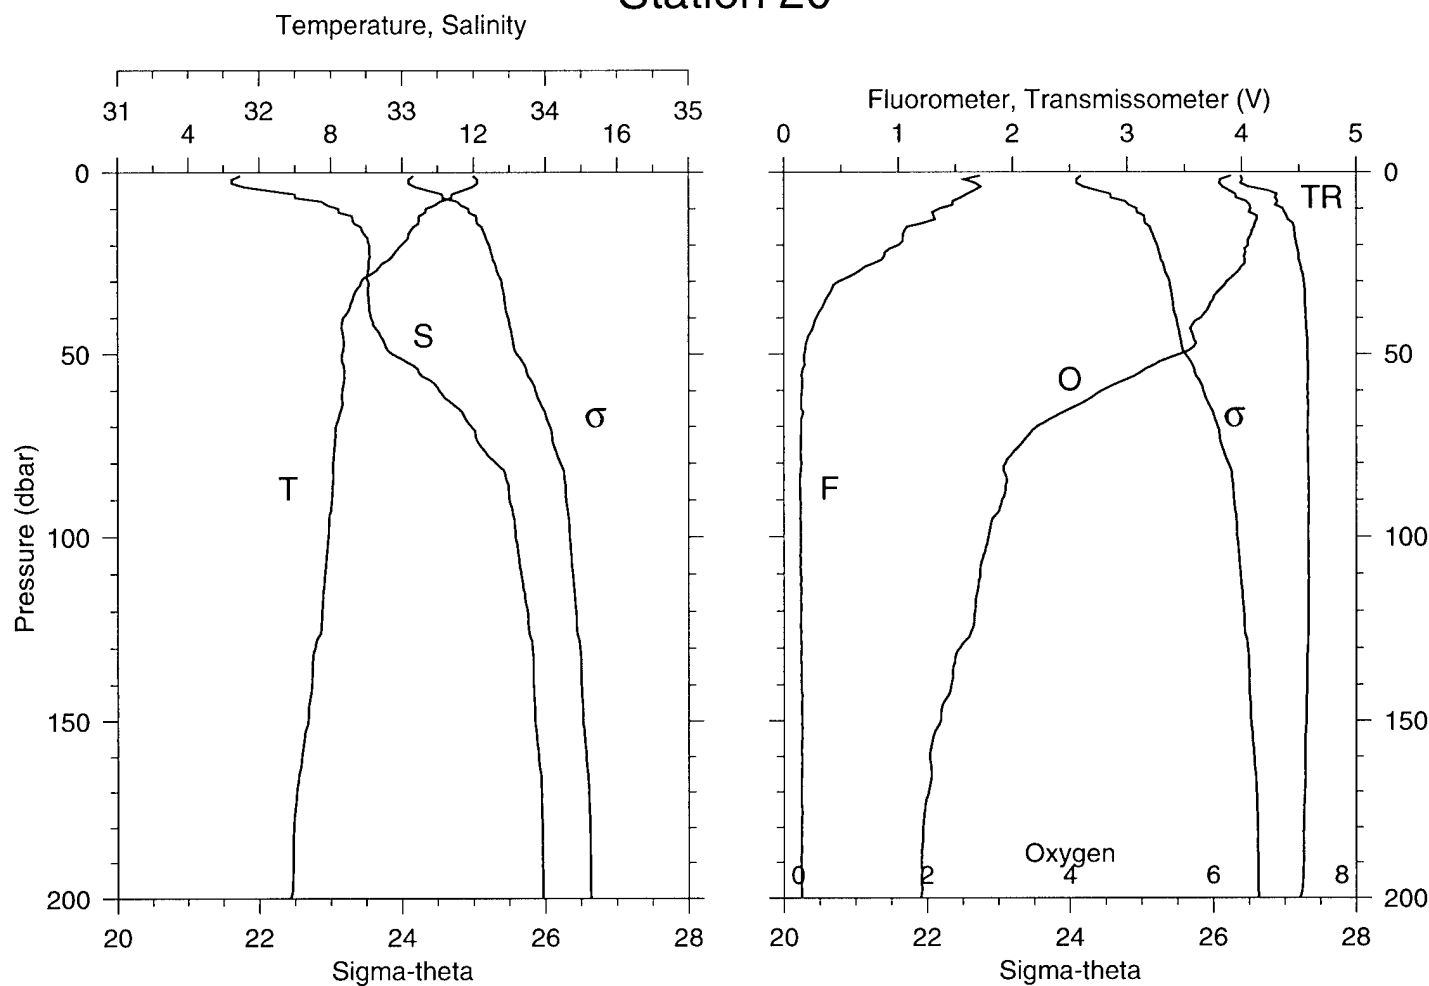 Temperature, Salinity
31 32 33 34 35
4 8 12 16
0
50
100
150
200
Pressure (dbar)
S
σ
T
20 22 24 26 28
Sigma-theta
Fluorometer, Transmissometer (V)
0 1 2 3 4 5
0
50
100
150
200
TR
O
σ
F
Oxygen
0 2 4 6 8
20 22 24 26 28
Sigma-theta